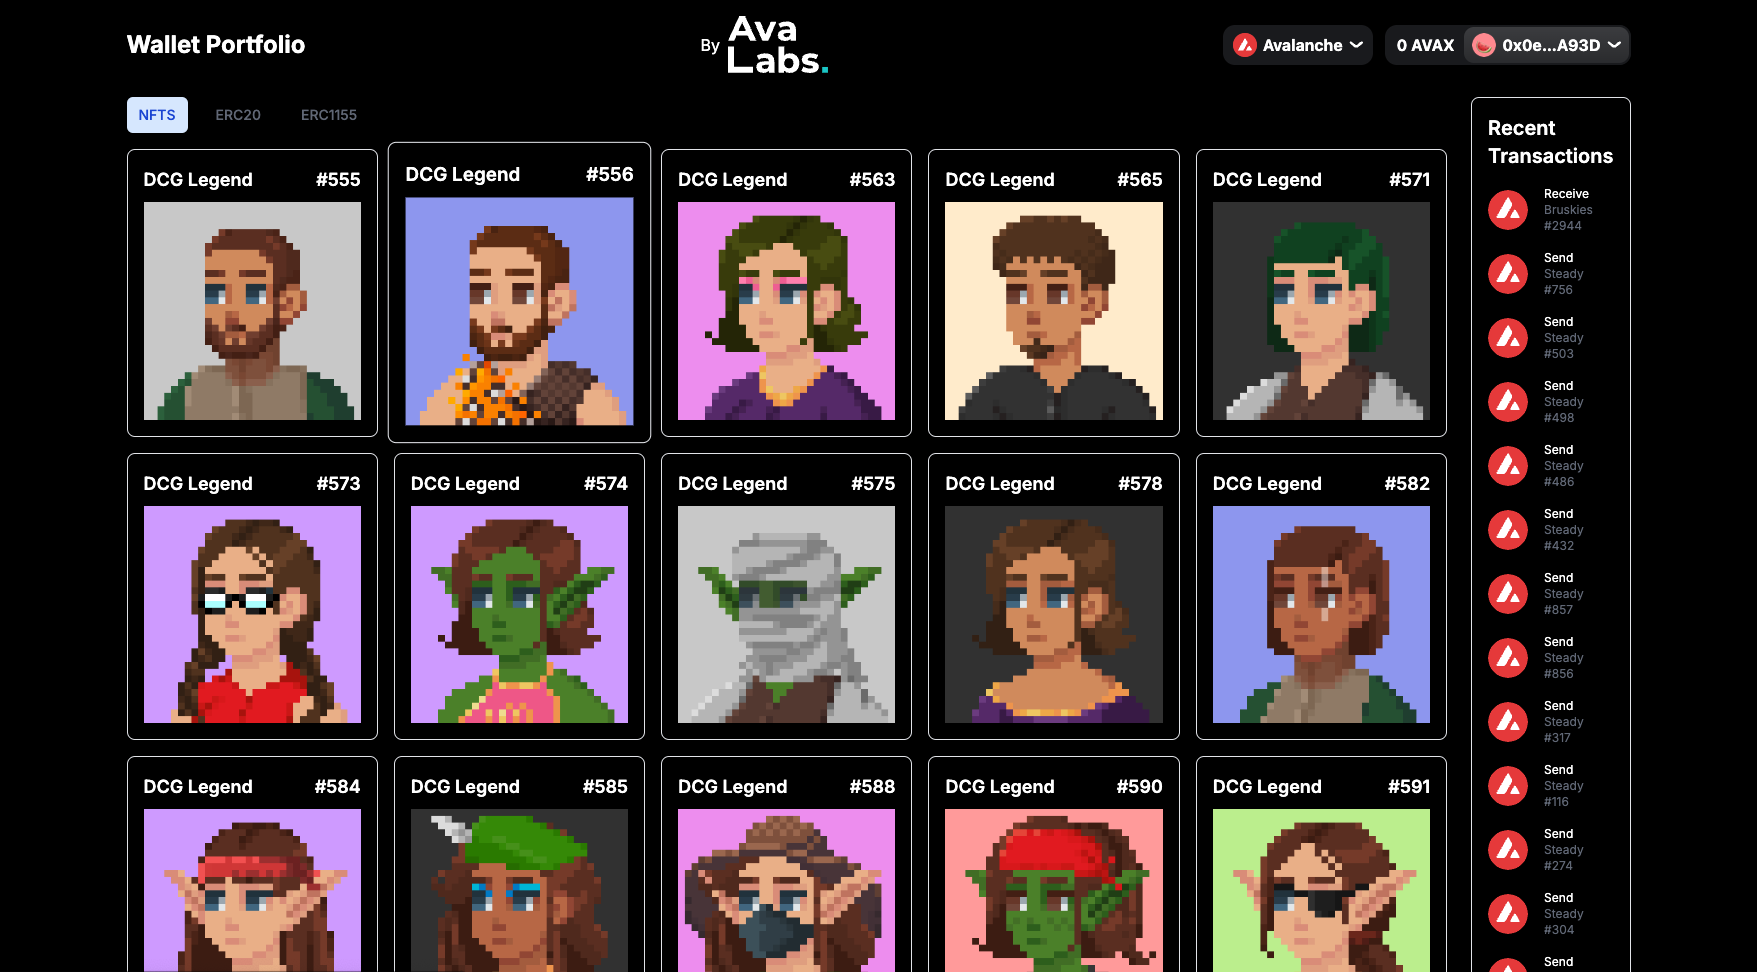 Wallet Portfolio
By Ava Labs.
Avalanche
0 AVAX
0x0e...A93D
NFTS
ERC20
ERC1155
DCG Legend #555
DCG Legend #556
DCG Legend #563
DCG Legend #565
DCG Legend #571
DCG Legend #573
DCG Legend #574
DCG Legend #575
DCG Legend #578
DCG Legend #582
DCG Legend #584
DCG Legend #585
DCG Legend #588
DCG Legend #590
DCG Legend #591
Recent
Transactions
Receive
Bruskies
#2944
Send
Steady
#756
Send
Steady
#503
Send
Steady
#498
Send
Steady
#486
Send
Steady
#432
Send
Steady
#857
Send
Steady
#856
Send
Steady
#317
Send
Steady
#116
Send
Steady
#274
Send
Steady
#304
Send